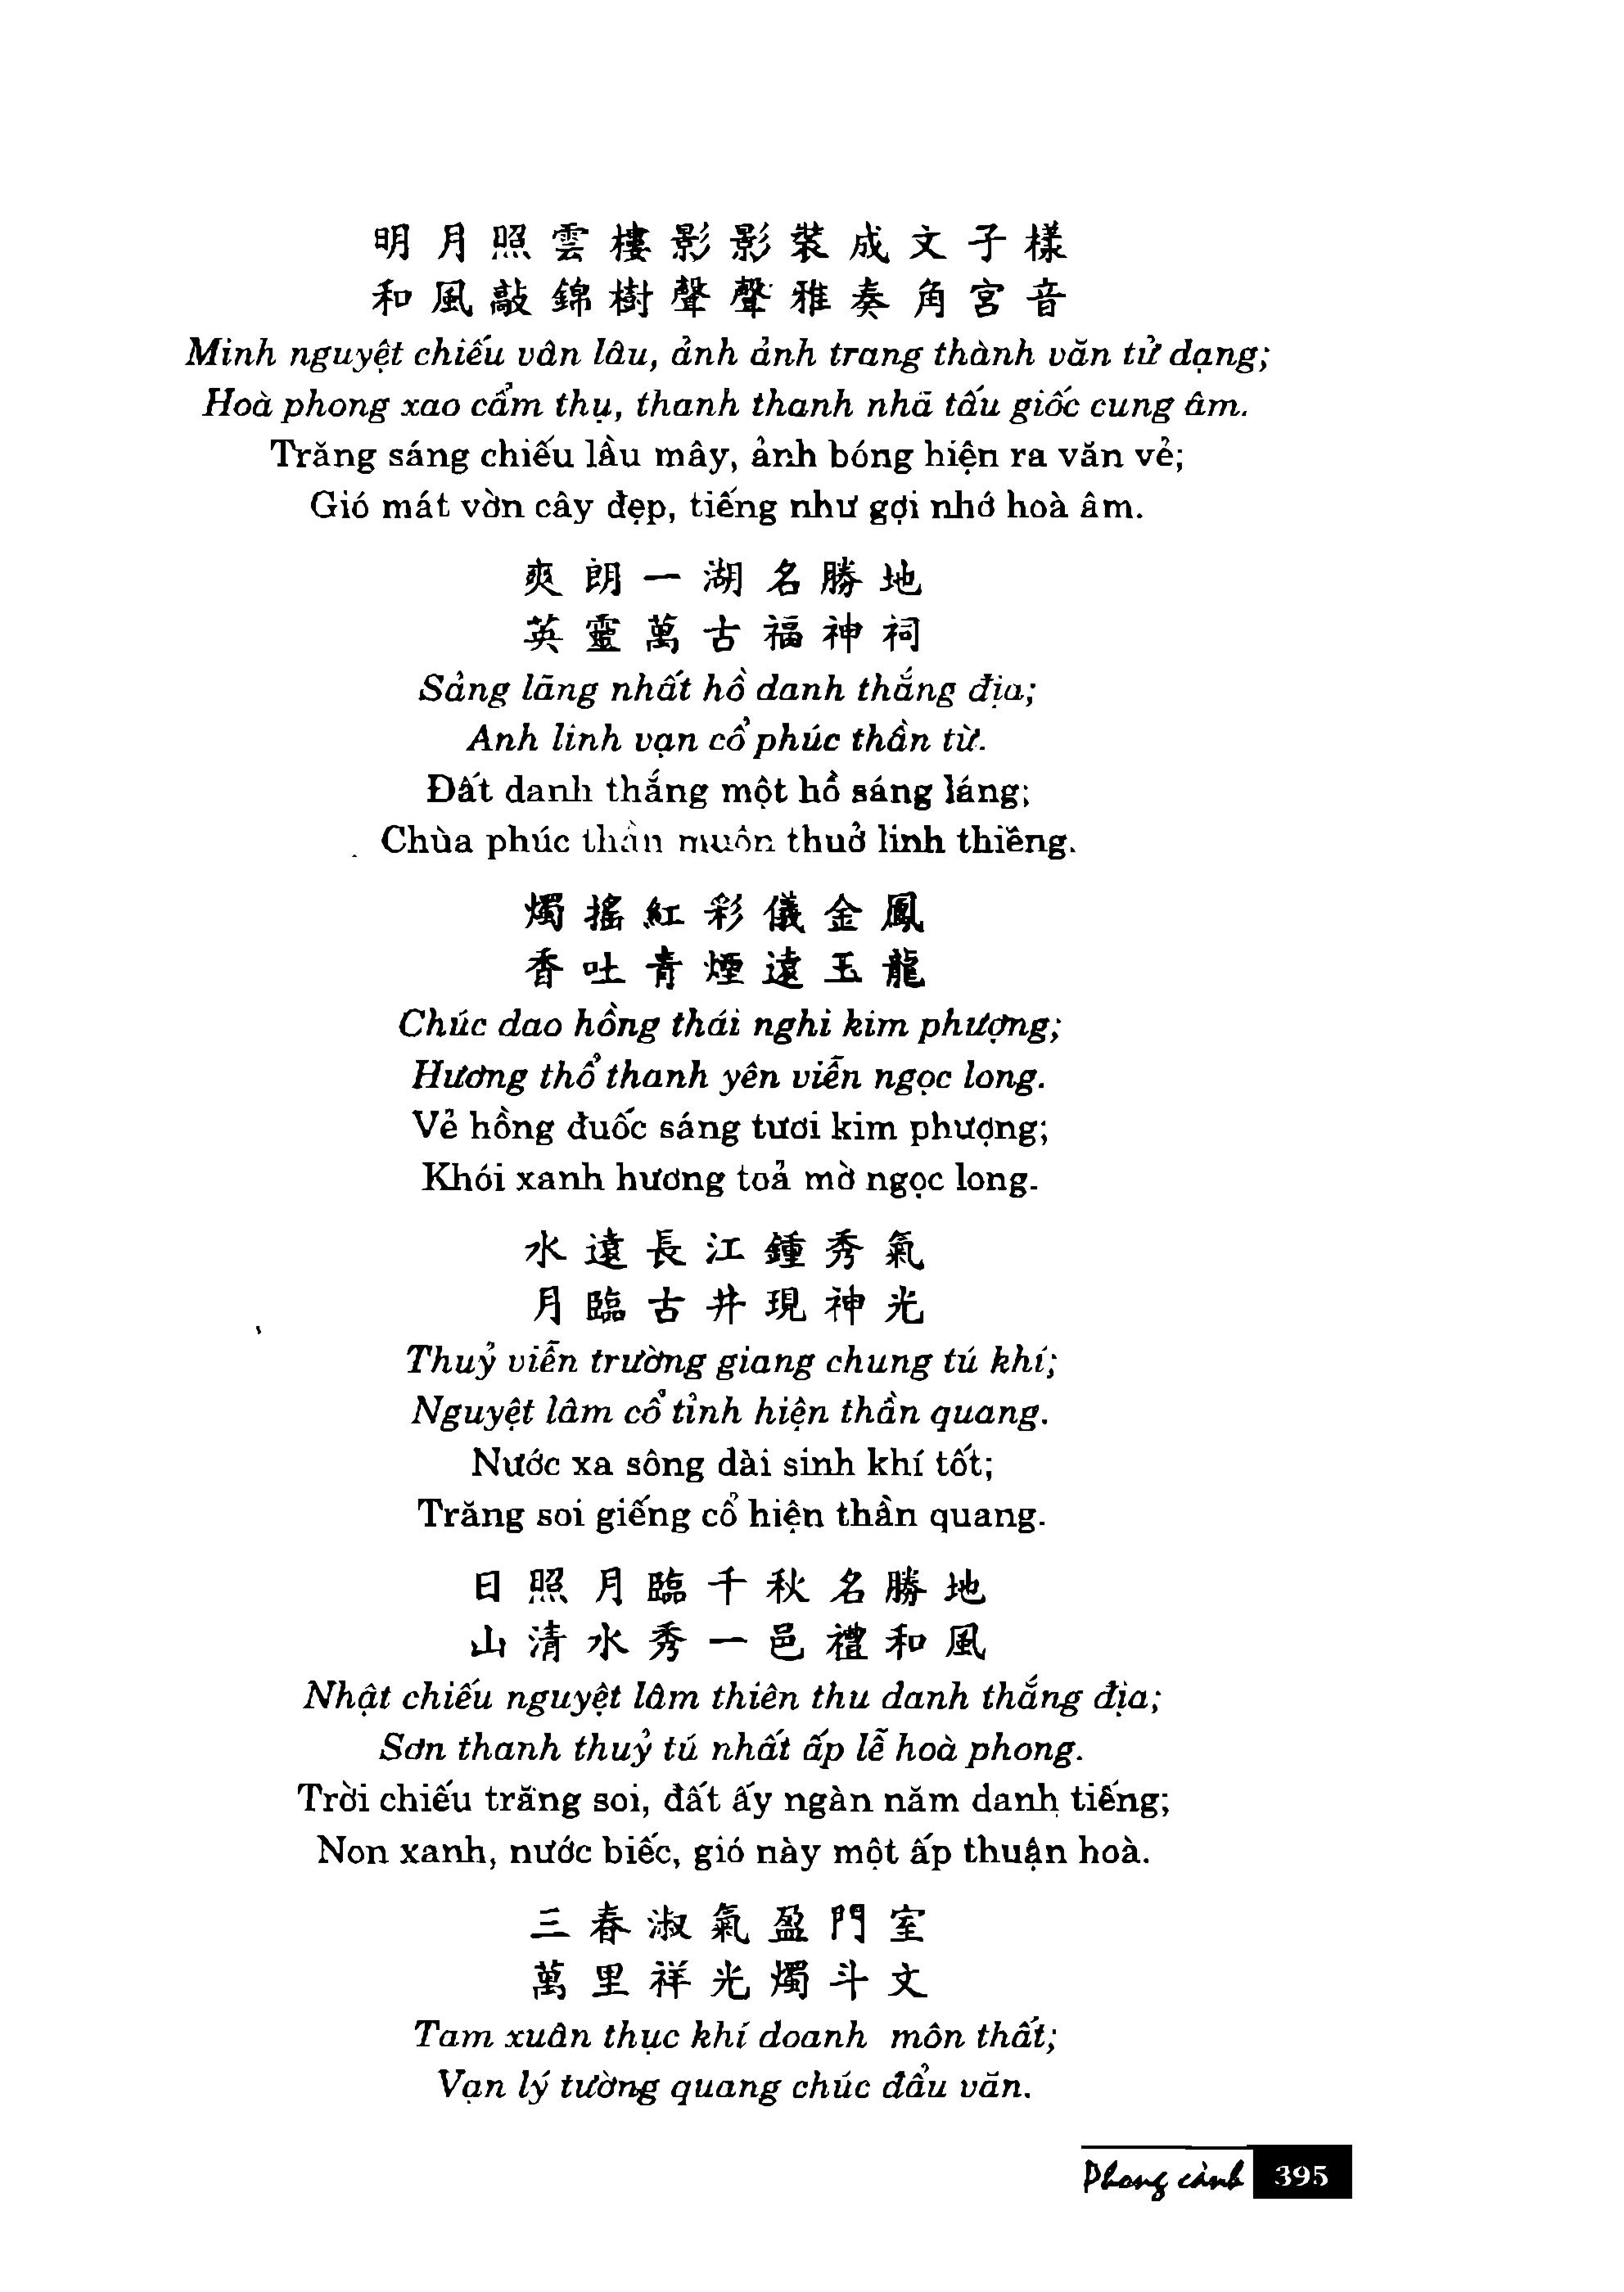 明月照雲樓影影裝成文子樣
和風敲錦樹聲聲雅奏角宮音
Minh nguyệt chiếu vân lâu, ảnh ảnh trang thành văn tử dạng;
Hoà phong xao cẩm thụ, thanh thanh nhã tấu giốc cung âm.
Trăng sáng chiếu lầu mây, ảnh bóng hiện ra văn vẻ;
Gió mát vờn cây đẹp, tiếng như gợi nhớ hoà âm.
爽朗一湖名勝地
英靈萬古福神祠
Sảng lãng nhất hồ danh thắng địa;
Anh linh vạn cổ phúc thần từ.
Đất danh thắng một hồ sáng láng;
Chùa phúc thần muôn thuở linh thiêng.
燭搖紅彩儀金鳳
香吐青煙遠玉龍
Chúc dao hồng thái nghi kim phượng;
Hương thổ thanh yên viễn ngọc long.
Vẻ hồng đuốc sáng tươi kim phượng;
Khói xanh hương toả mờ ngọc long.
水遠長江鍾秀氣
月臨古井現神光
Thuỷ viễn trường giang chung tú khí;
Nguyệt lâm cổ tỉnh hiện thần quang.
Nước xa sông dài sinh khí tốt;
Trăng soi giếng cổ hiện thần quang.
日照月臨千秋名勝地
山清水秀一邑禮和風
Nhật chiếu nguyệt lâm thiên thu danh thắng địa;
Sơn thanh thuỷ tú nhất ấp lễ hoà phong.
Trời chiếu trăng soi, đất ấy ngàn năm danh tiếng;
Non xanh, nước biếc, gió này một ấp thuận hoà.
三春淑氣盈門室
萬里祥光燭斗文
Tam xuân thục khí doanh môn thất;
Vạn lý tường quang chúc đẩu văn.
Phong cảnh 395